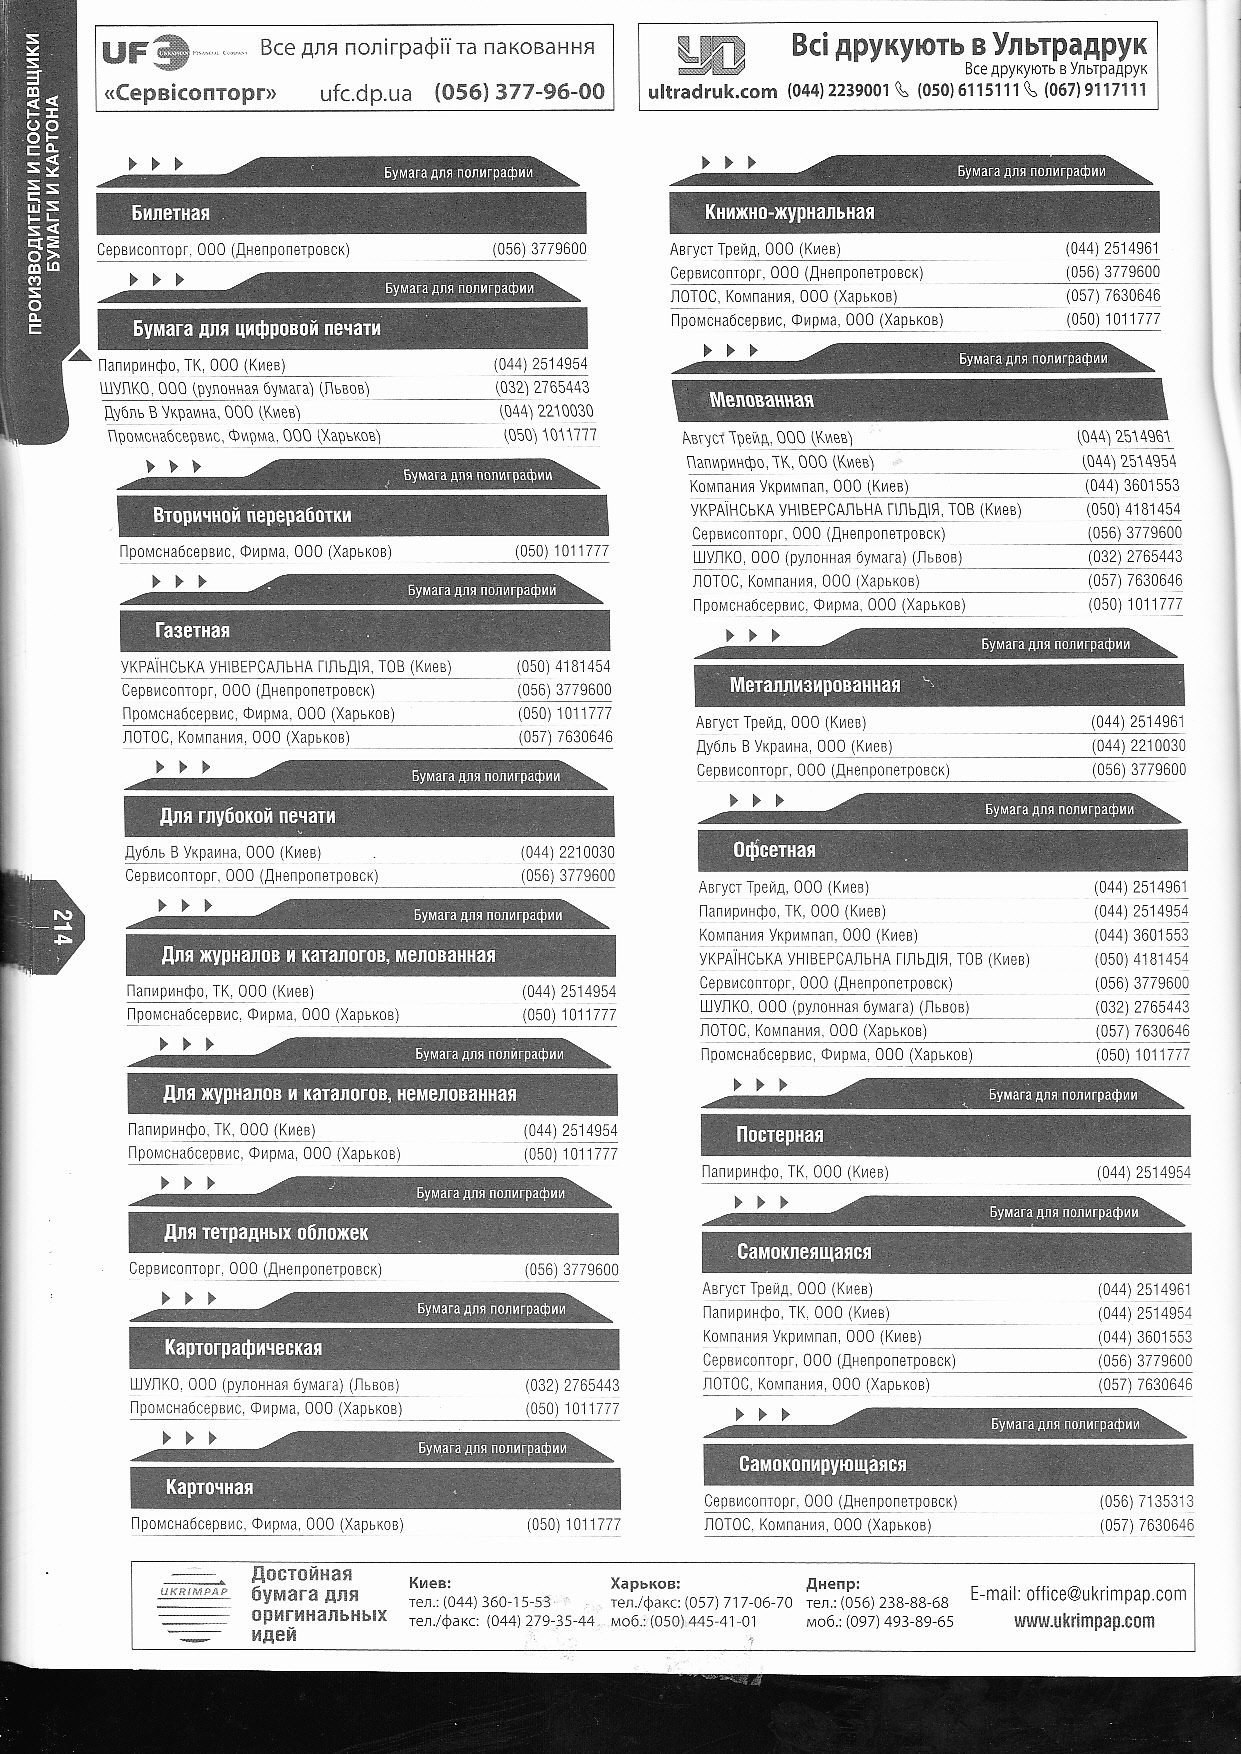 ПРОИЗВОДИТЕЛИ И ПОСТАВЩИКИ
БУМАГИ И КАРТОНА
UFC UKRAINIAN FINANCIAL COMPANY Все для поліграфії та паковання
«Сервісопторг» ufc.dp.ua (056) 377-96-00
УД Всі друкують в Ультрадрук
Все друкують в Ультрадрук
ultradruk.com (044) 2239001 (050) 6115111 (067) 9117111
Бумага для полиграфии
Билетная
Сервисопторг, ООО (Днепропетровск) (056) 3779600
Бумага для полиграфии
Бумага для цифровой печати
Папиринфо, ТК, ООО (Киев) (044) 2514954
ШУЛКО, ООО (рулонная бумага) (Львов) (032) 2765443
Дубль В Украина, ООО (Киев) (044) 2210030
Промснабсервис, Фирма, ООО (Харьков) (050) 1011777
Бумага для полиграфии
Вторичной переработки
Промснабсервис, Фирма, ООО (Харьков) (050) 1011777
Бумага для полиграфии
Газетная
УКРАЇНСЬКА УНІВЕРСАЛЬНА ГІЛЬДІЯ, ТОВ (Киев) (050) 4181454
Сервисопторг, ООО (Днепропетровск) (056) 3779600
Промснабсервис, Фирма, ООО (Харьков) (050) 1011777
ЛОТОС, Компания, ООО (Харьков) (057) 7630646
Бумага для полиграфии
Для глубокой печати
Дубль В Украина, ООО (Киев) (044) 2210030
Сервисопторг, ООО (Днепропетровск) (056) 3779600
Бумага для полиграфии
Для журналов и каталогов, мелованная
Папиринфо, ТК, ООО (Киев) (044) 2514954
Промснабсервис, Фирма, ООО (Харьков) (050) 1011777
Бумага для полиграфии
Для журналов и каталогов, немелованная
Папиринфо, ТК, ООО (Киев) (044) 2514954
Промснабсервис, Фирма, ООО (Харьков) (050) 1011777
Бумага для полиграфии
Для тетрадных обложек
Сервисопторг, ООО (Днепропетровск) (056) 3779600
Бумага для полиграфии
Картографическая
ШУЛКО, ООО (рулонная бумага) (Львов) (032) 2765443
Промснабсервис, Фирма, ООО (Харьков) (050) 1011777
Бумага для полиграфии
Карточная
Промснабсервис, Фирма, ООО (Харьков) (050) 1011777
Бумага для полиграфии
Книжно-журнальная
Август Трейд, ООО (Киев) (044) 2514961
Сервисопторг, ООО (Днепропетровск) (056) 3779600
ЛОТОС, Компания, ООО (Харьков) (057) 7630646
Промснабсервис, Фирма, ООО (Харьков) (050) 1011777
Бумага для полиграфии
Мелованная
Август Трейд, ООО (Киев) (044) 2514961
Папиринфо, ТК, ООО (Киев) (044) 2514954
Компания Укримпап, ООО (Киев) (044) 3601553
УКРАЇНСЬКА УНІВЕРСАЛЬНА ГІЛЬДІЯ, ТОВ (Киев) (050) 4181454
Сервисопторг, ООО (Днепропетровск) (056) 3779600
ШУЛКО, ООО (рулонная бумага) (Львов) (032) 2765443
ЛОТОС, Компания, ООО (Харьков) (057) 7630646
Промснабсервис, Фирма, ООО (Харьков) (050) 1011777
Бумага для полиграфии
Металлизированная
Август Трейд, ООО (Киев) (044) 2514961
Дубль В Украина, ООО (Киев) (044) 2210030
Сервисопторг, ООО (Днепропетровск) (056) 3779600
Бумага для полиграфии
Офсетная
Август Трейд, ООО (Киев) (044) 2514961
Папиринфо, ТК, ООО (Киев) (044) 2514954
Компания Укримпап, ООО (Киев) (044) 3601553
УКРАЇНСЬКА УНІВЕРСАЛЬНА ГІЛЬДІЯ, ТОВ (Киев) (050) 4181454
Сервисопторг, ООО (Днепропетровск) (056) 3779600
ШУЛКО, ООО (рулонная бумага) (Львов) (032) 2765443
ЛОТОС, Компания, ООО (Харьков) (057) 7630646
Промснабсервис, Фирма, ООО (Харьков) (050) 1011777
Бумага для полиграфии
Постерная
Папиринфо, ТК, ООО (Киев) (044) 2514954
Бумага для полиграфии
Самоклеящаяся
Август Трейд, ООО (Киев) (044) 2514961
Папиринфо, ТК, ООО (Киев) (044) 2514954
Компания Укримпап, ООО (Киев) (044) 3601553
Сервисопторг, ООО (Днепропетровск) (056) 3779600
ЛОТОС, Компания, ООО (Харьков) (057) 7630646
Бумага для полиграфии
Самокопирующаяся
Сервисопторг, ООО (Днепропетровск) (056) 7135313
ЛОТОС, Компания, ООО (Харьков) (057) 7630646
214
UKRIMPAP
Достойная
бумага для
оригинальных
идей
Киев:
тел.: (044) 360-15-53
тел./факс: (044) 279-35-44
Харьков:
тел./факс: (057) 717-06-70
моб.: (050) 445-41-01
Днепр:
тел.: (056) 238-88-68
моб.: (097) 493-89-65
E-mail: office@ukrimpap.com
www.ukrimpap.com